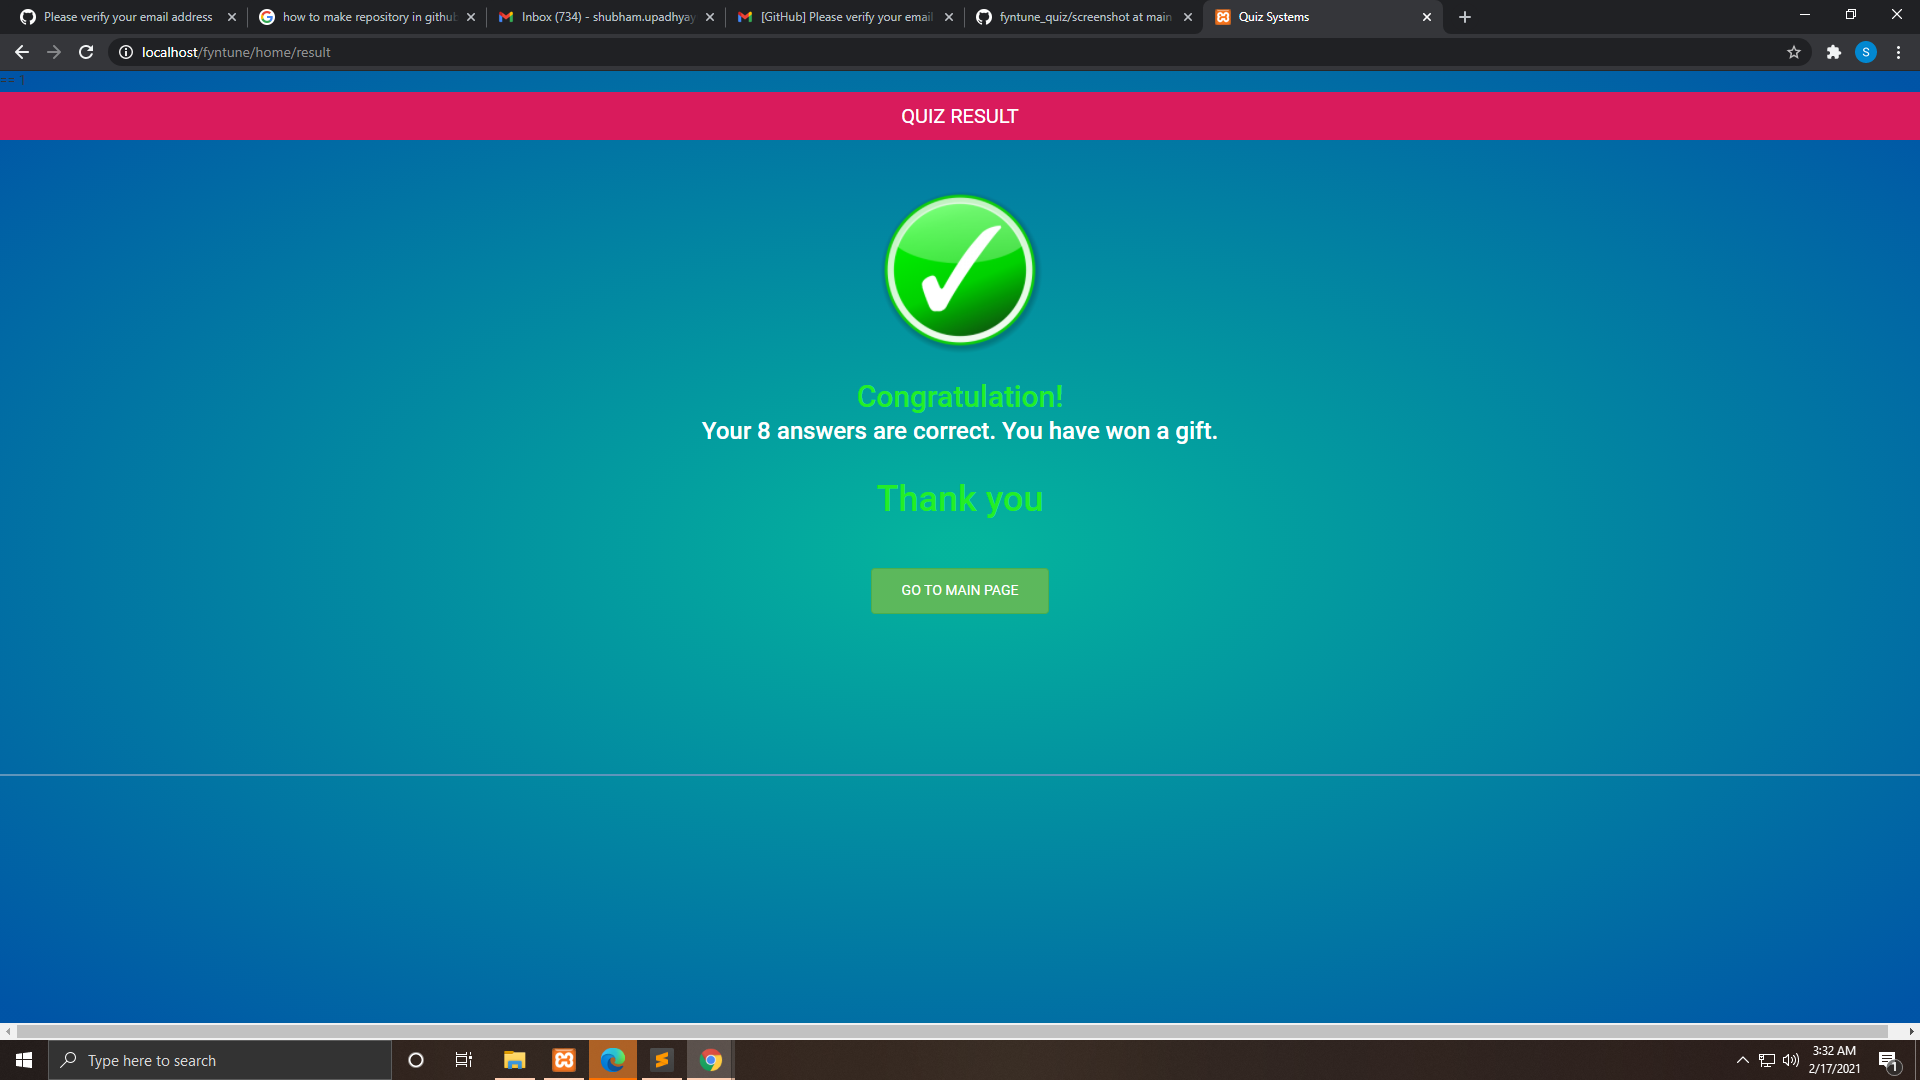 Please verify your email address
how to make repository in github
Inbox (734) - shubham.upadhyay
[GitHub] Please verify your email
fyntune_quiz/screenshot at main
Quiz Systems
localhost/fyntune/home/result
S
== 1
QUIZ RESULT
Congratulation!
Your 8 answers are correct. You have won a gift.
Thank you
GO TO MAIN PAGE
Type here to search
3:32 AM
2/17/2021
1